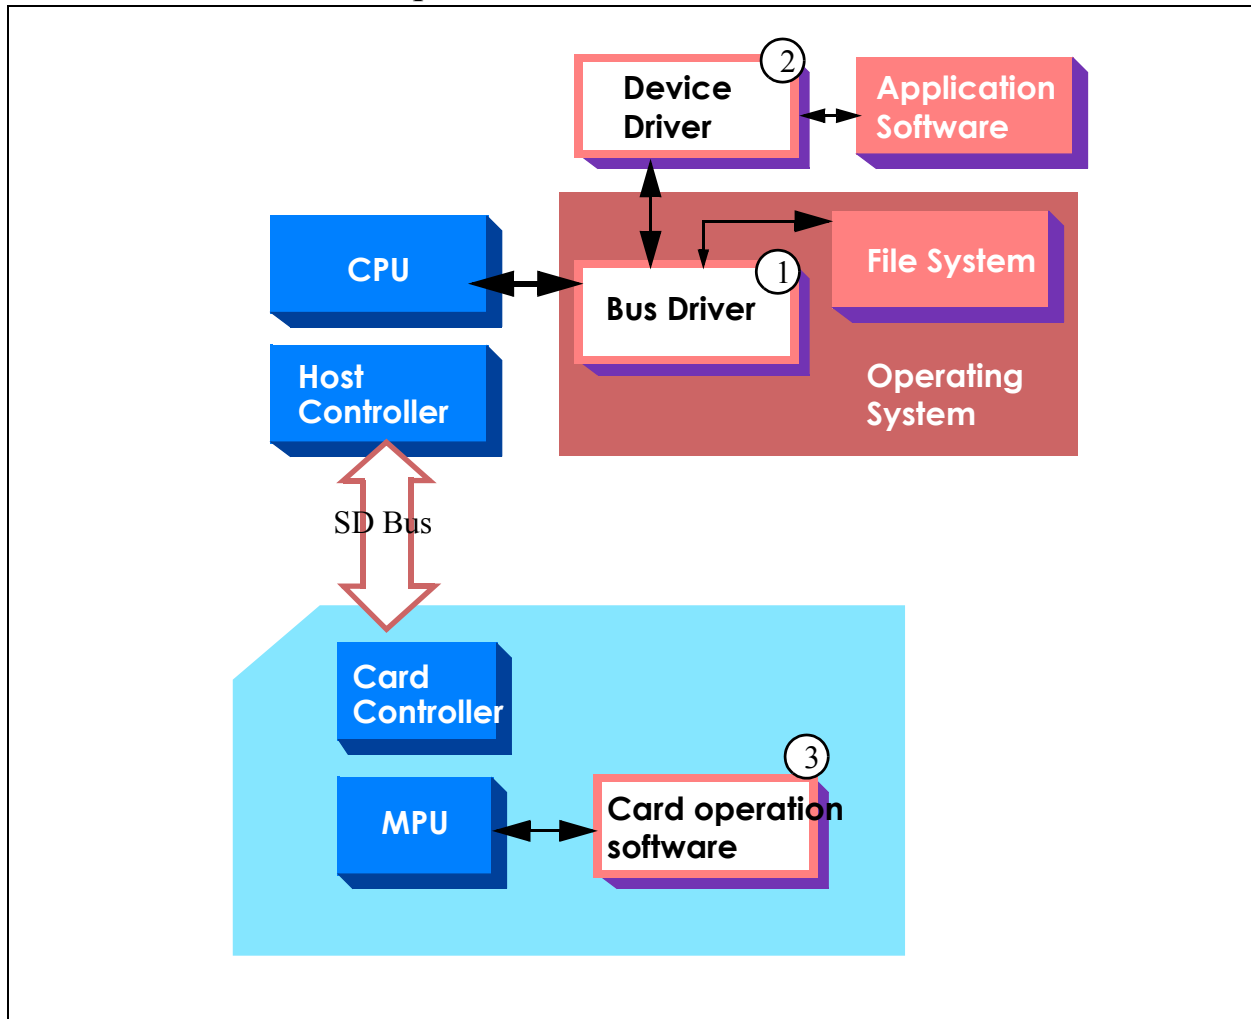 2
Device
Driver
Application
Software
CPU
1
Bus Driver
File System
Host
Controller
Operating
System
SD Bus
Card
Controller
3
MPU
Card operation
software